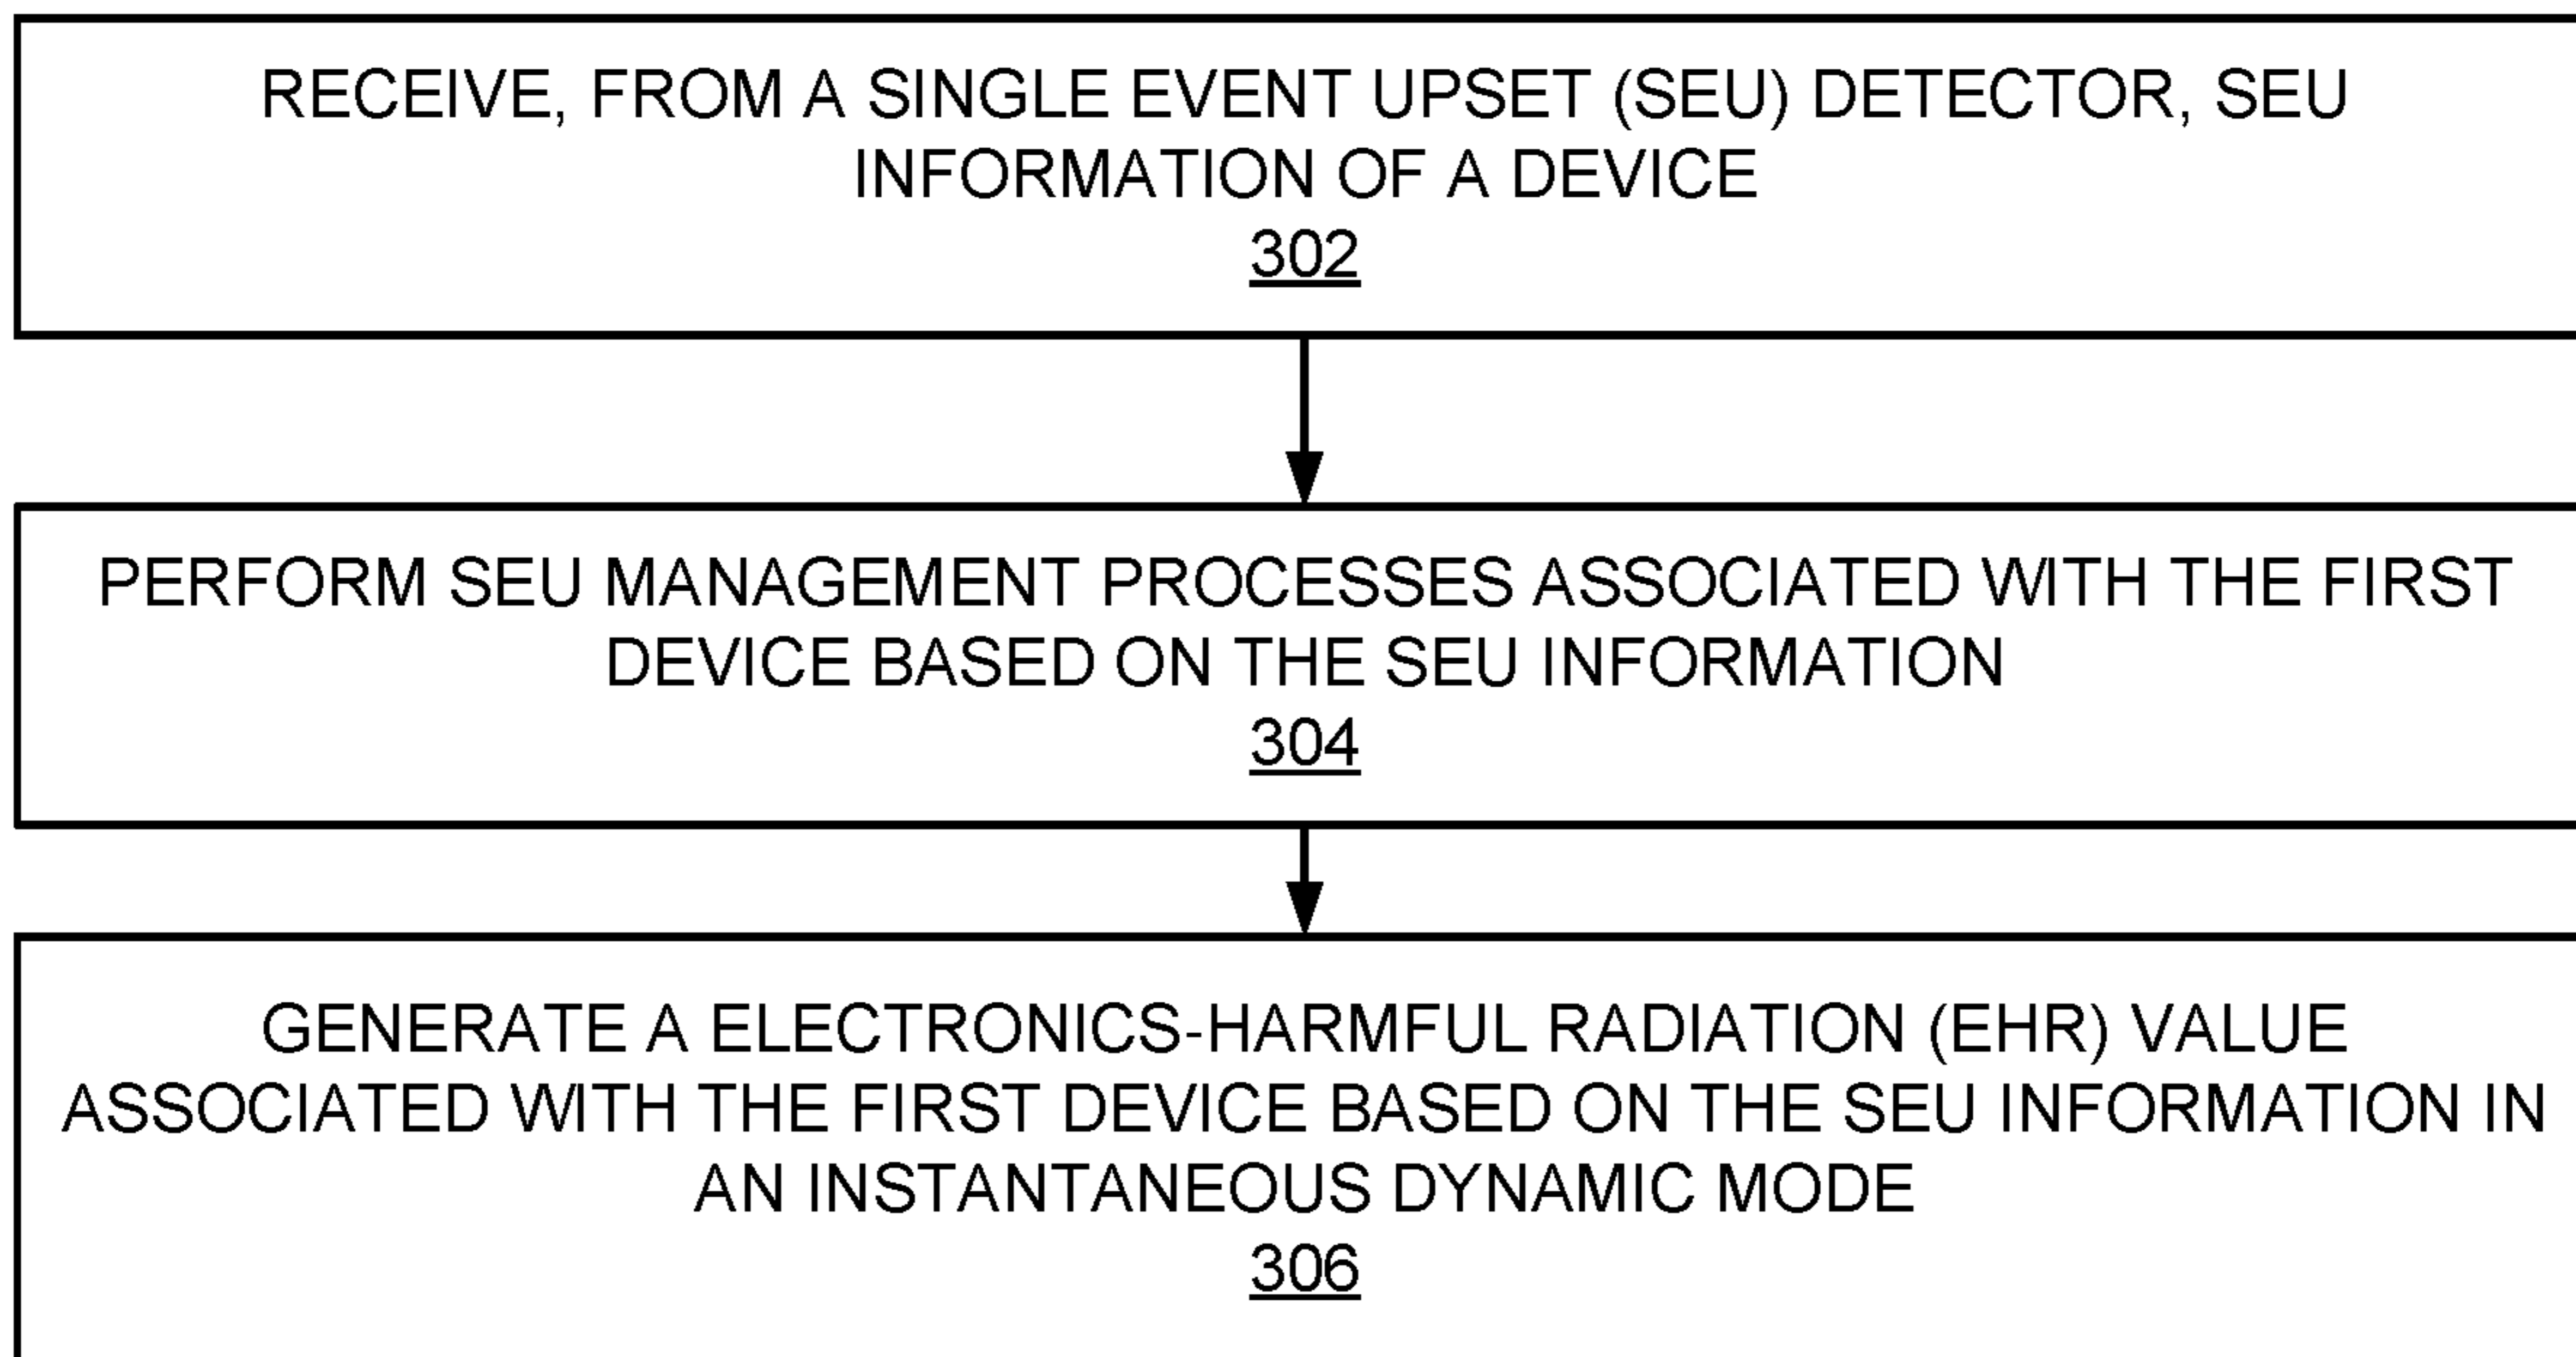 RECEIVE, FROM A SINGLE EVENT UPSET (SEU) DETECTOR, SEU
INFORMATION OF A DEVICE
302
PERFORM SEU MANAGEMENT PROCESSES ASSOCIATED WITH THE FIRST
DEVICE BASED ON THE SEU INFORMATION
304
GENERATE A ELECTRONICS-HARMFUL RADIATION (EHR) VALUE
ASSOCIATED WITH THE FIRST DEVICE BASED ON THE SEU INFORMATION IN
AN INSTANTANEOUS DYNAMIC MODE
306